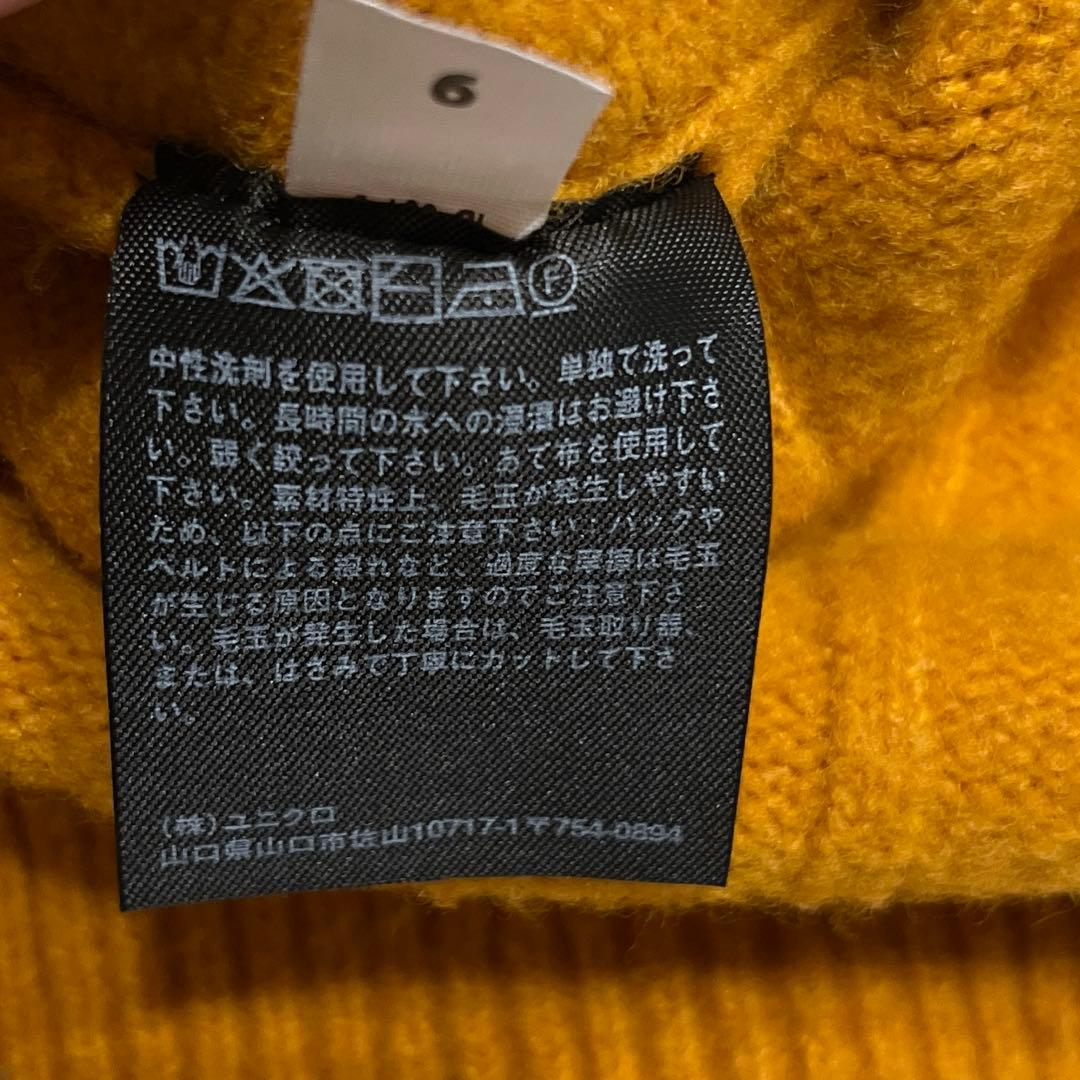 9
F
中性洗剤を使用して下さい。単独で洗って
下さい。長時間の水への浸漬はお避け下さ
い。弱く絞って下さい。あて布を使用して
下さい。素材特性上、毛玉が発生しやすい
ため、以下の点にご注意下さい:バックや
ベルトによる擦れなど、過度な摩擦は毛玉
が生じる原因となりますのでご注意下さ
い。毛玉が発生した場合は、毛玉取り器、
または、はさみで丁寧にカットして下さ
い。
(株)ユニクロ
山口県山口市佐山10717-1〒754-0894